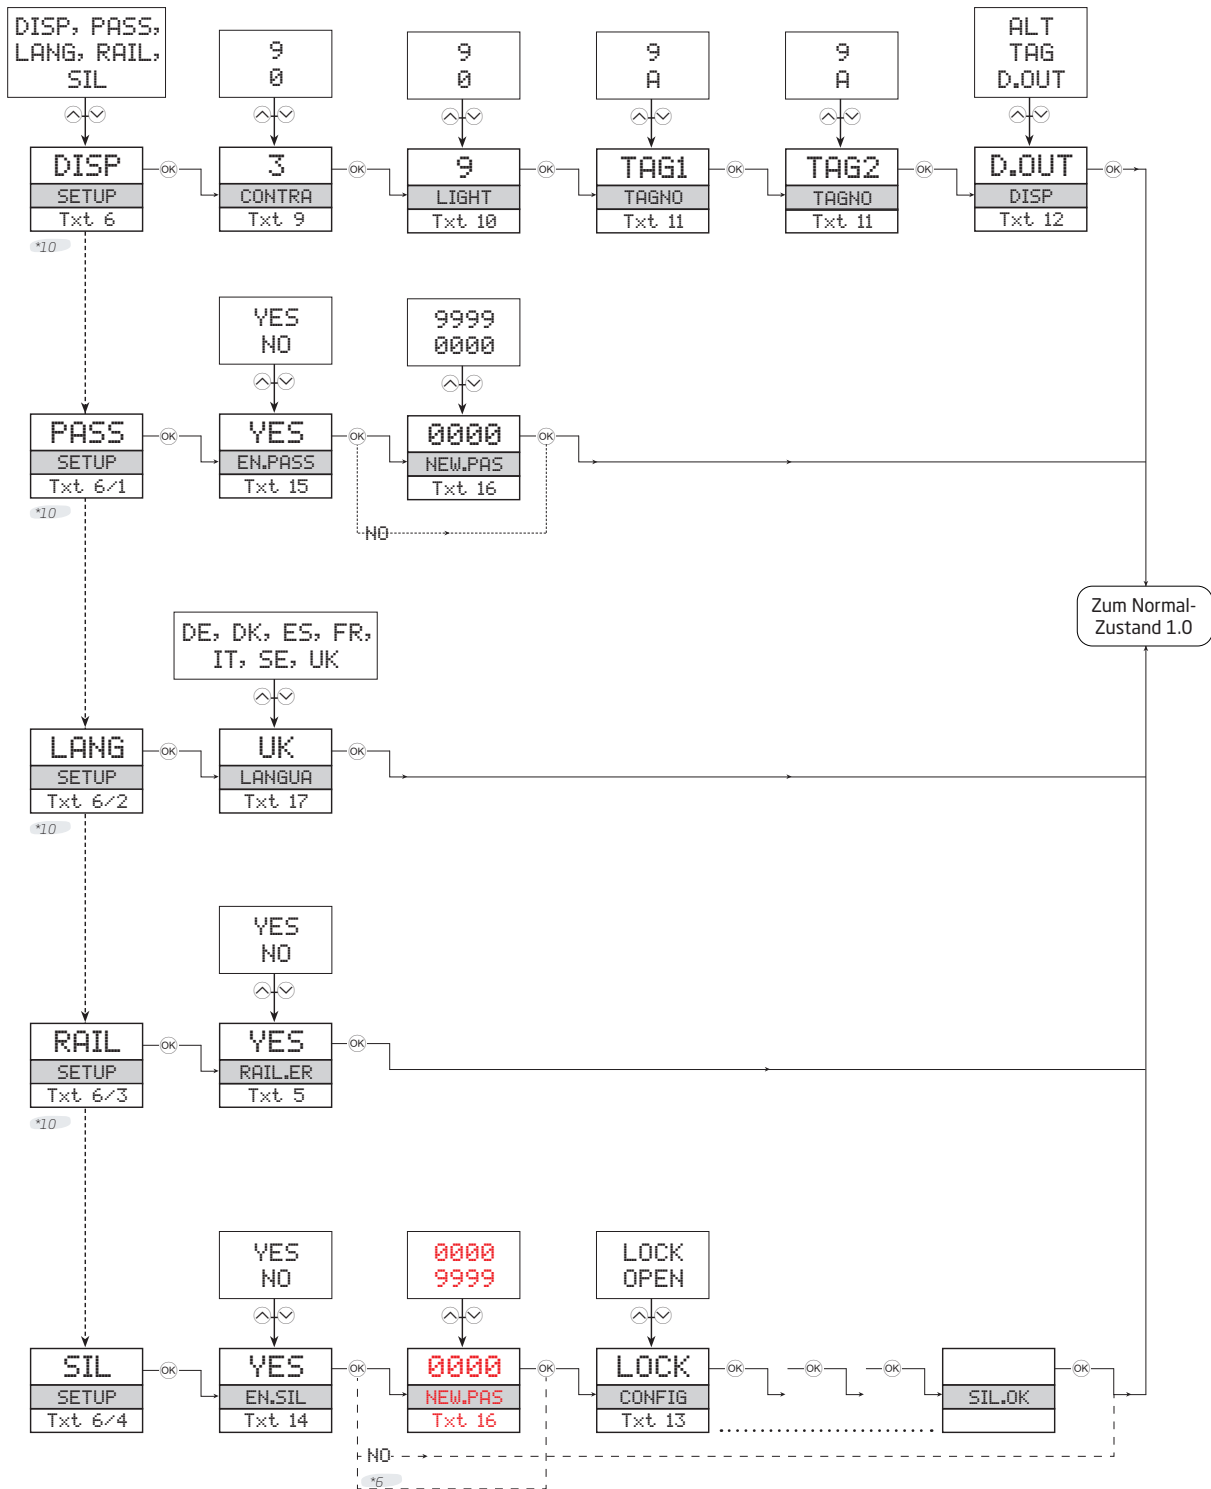 DISP, PASS,
LANG, RAIL,
SIL
9
0
9
0
9
A
9
A
ALT
TAG
D.OUT
DISP
SETUP
Txt 6
*10
OK
3
CONTRA
Txt 9
OK
9
LIGHT
Txt 10
OK
TAG1
TAGNO
Txt 11
OK
TAG2
TAGNO
Txt 11
OK
D.OUT
DISP
Txt 12
OK
YES
NO
9999
0000
PASS
SETUP
Txt 6/1
*10
OK
YES
EN.PASS
Txt 15
OK
0000
NEW.PAS
Txt 16
OK
NO
Zum Normal-
Zustand 1.0
DE, DK, ES, FR,
IT, SE, UK
LANG
SETUP
Txt 6/2
*10
OK
UK
LANGUA
Txt 17
OK
YES
NO
RAIL
SETUP
Txt 6/3
*10
OK
YES
RAIL.ER
Txt 5
OK
YES
NO
0000
9999
LOCK
OPEN
SIL
SETUP
Txt 6/4
OK
YES
EN.SIL
Txt 14
OK
0000
NEW.PAS
Txt 16
OK
LOCK
CONFIG
Txt 13
OK
OK
OK
SIL.OK
OK
NO
*6